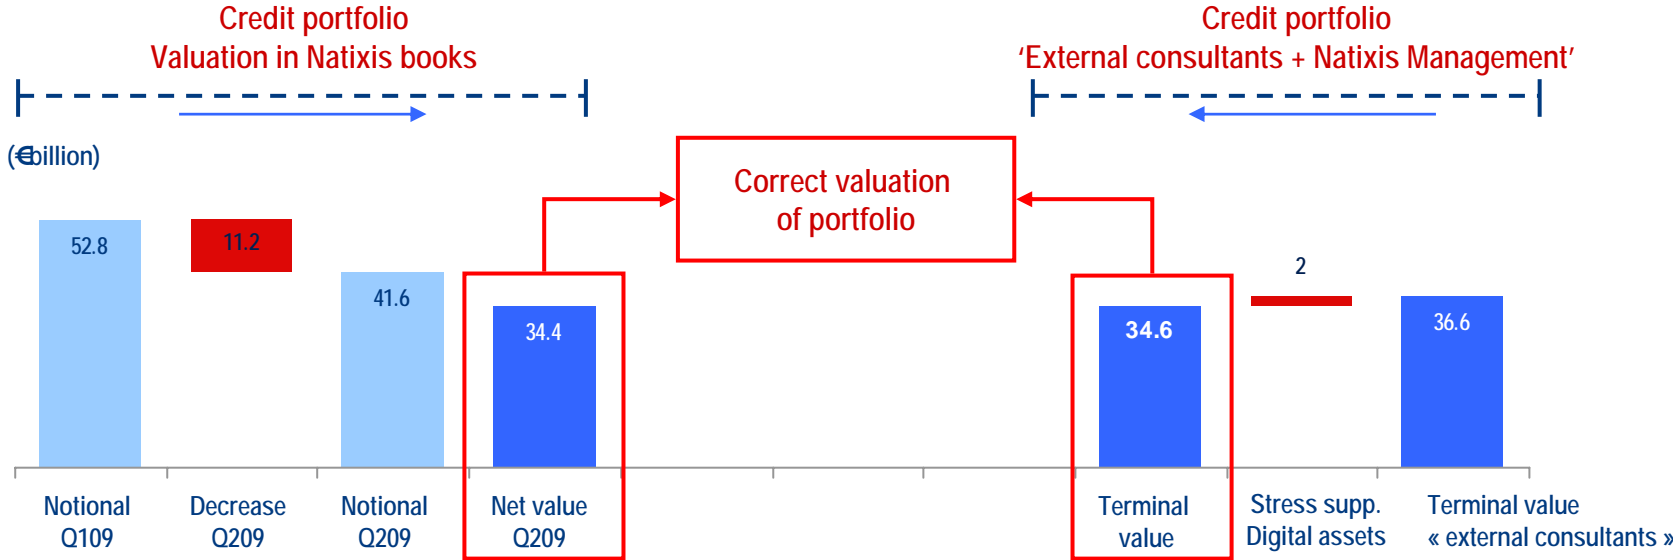 Credit portfolio
Valuation in Natixis books
Credit portfolio
'External consultants + Natixis Management'
(€billion)
Correct valuation
of portfolio
52.8
11.2
41.6
34.4
34.6
2
36.6
Notional
Q109
Decrease
Q209
Notional
Q209
Net value
Q209
Terminal
value
Stress supp.
Digital assets
Terminal value
« external consultants »